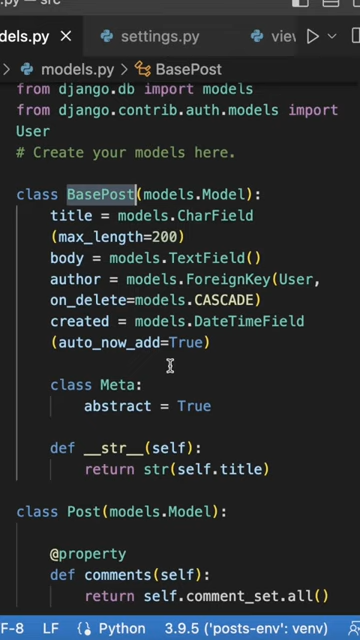 dels.py
settings.py
view
models.py
BasePost
from django.db import models
from django.contrib.auth.models import
User
# Create your models here.
class BasePost(models.Model):
title = models.CharField
(max_length=200)
body = models.TextField()
author = models.ForeignKey(User,
on_delete=models.CASCADE)
created = models.DateTimeField
(auto_now_add=True)
class Meta:
abstract = True
def __str__(self):
return str(self.title)
class Post(models.Model):
@property
def comments(self):
return self.comment_set.all()
F-8 LF {} Python 3.9.5 ('posts-env': venv)